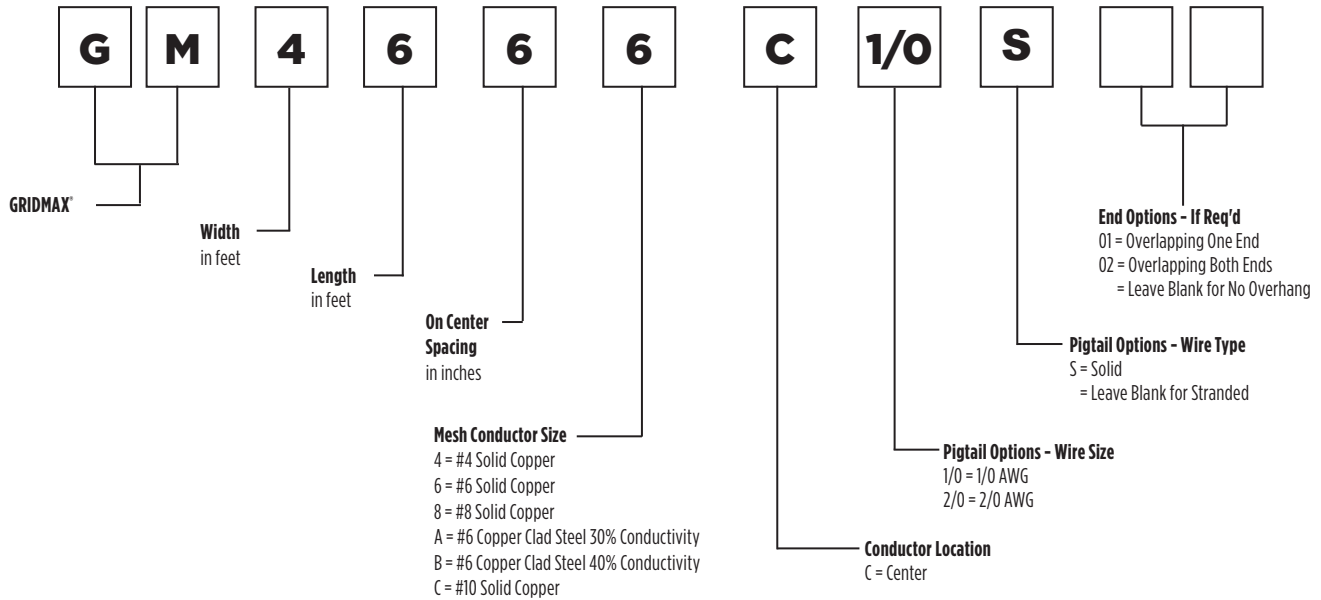 G M 4 6 6 6 C 1/0 S
GRIDMAX®
Width
in feet
Length
in feet
On Center
Spacing
in inches
Mesh Conductor Size
4 = #4 Solid Copper
6 = #6 Solid Copper
8 = #8 Solid Copper
A = #6 Copper Clad Steel 30% Conductivity
B = #6 Copper Clad Steel 40% Conductivity
C = #10 Solid Copper
Conductor Location
C = Center
Pigtail Options - Wire Size
1/0 = 1/0 AWG
2/0 = 2/0 AWG
Pigtail Options - Wire Type
S = Solid
= Leave Blank for Stranded
End Options - If Req'd
01 = Overlapping One End
02 = Overlapping Both Ends
= Leave Blank for No Overhang